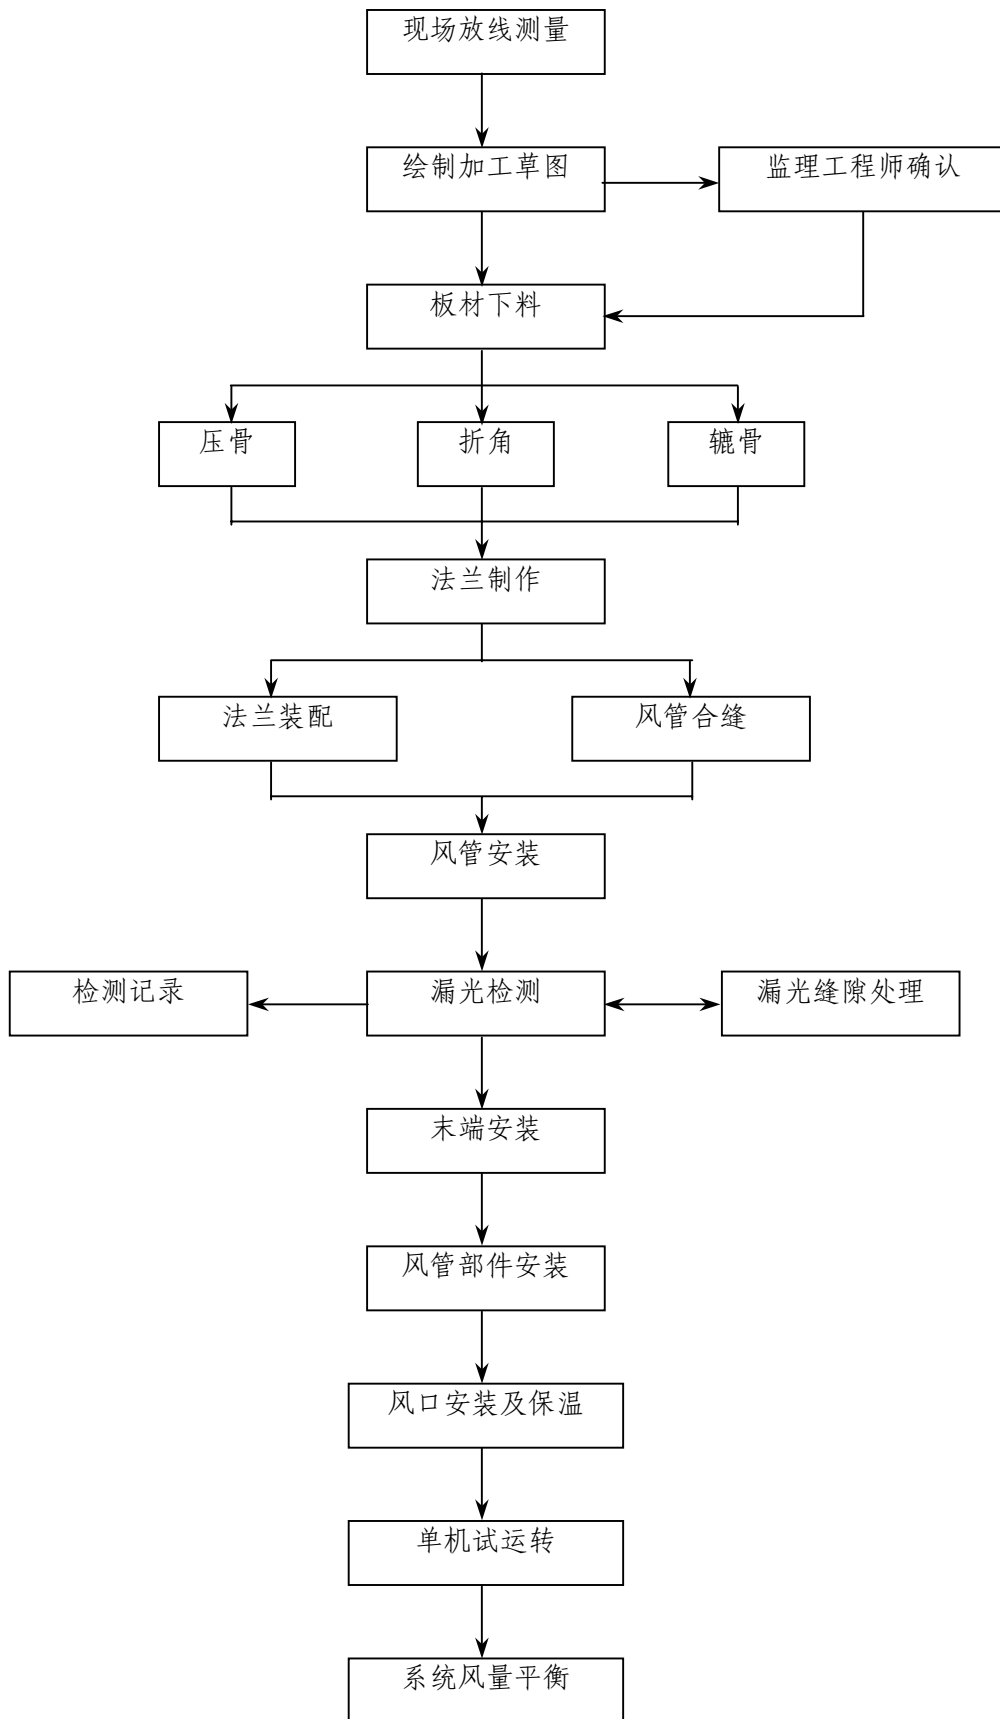 现场放线测量
绘制加工草图
监理工程师确认
板材下料
压骨
折角
辘骨
法兰制作
法兰装配
风管合缝
风管安装
检测记录
漏光检测
漏光缝隙处理
末端安装
风管部件安装
风口安装及保温
单机试运转
系统风量平衡